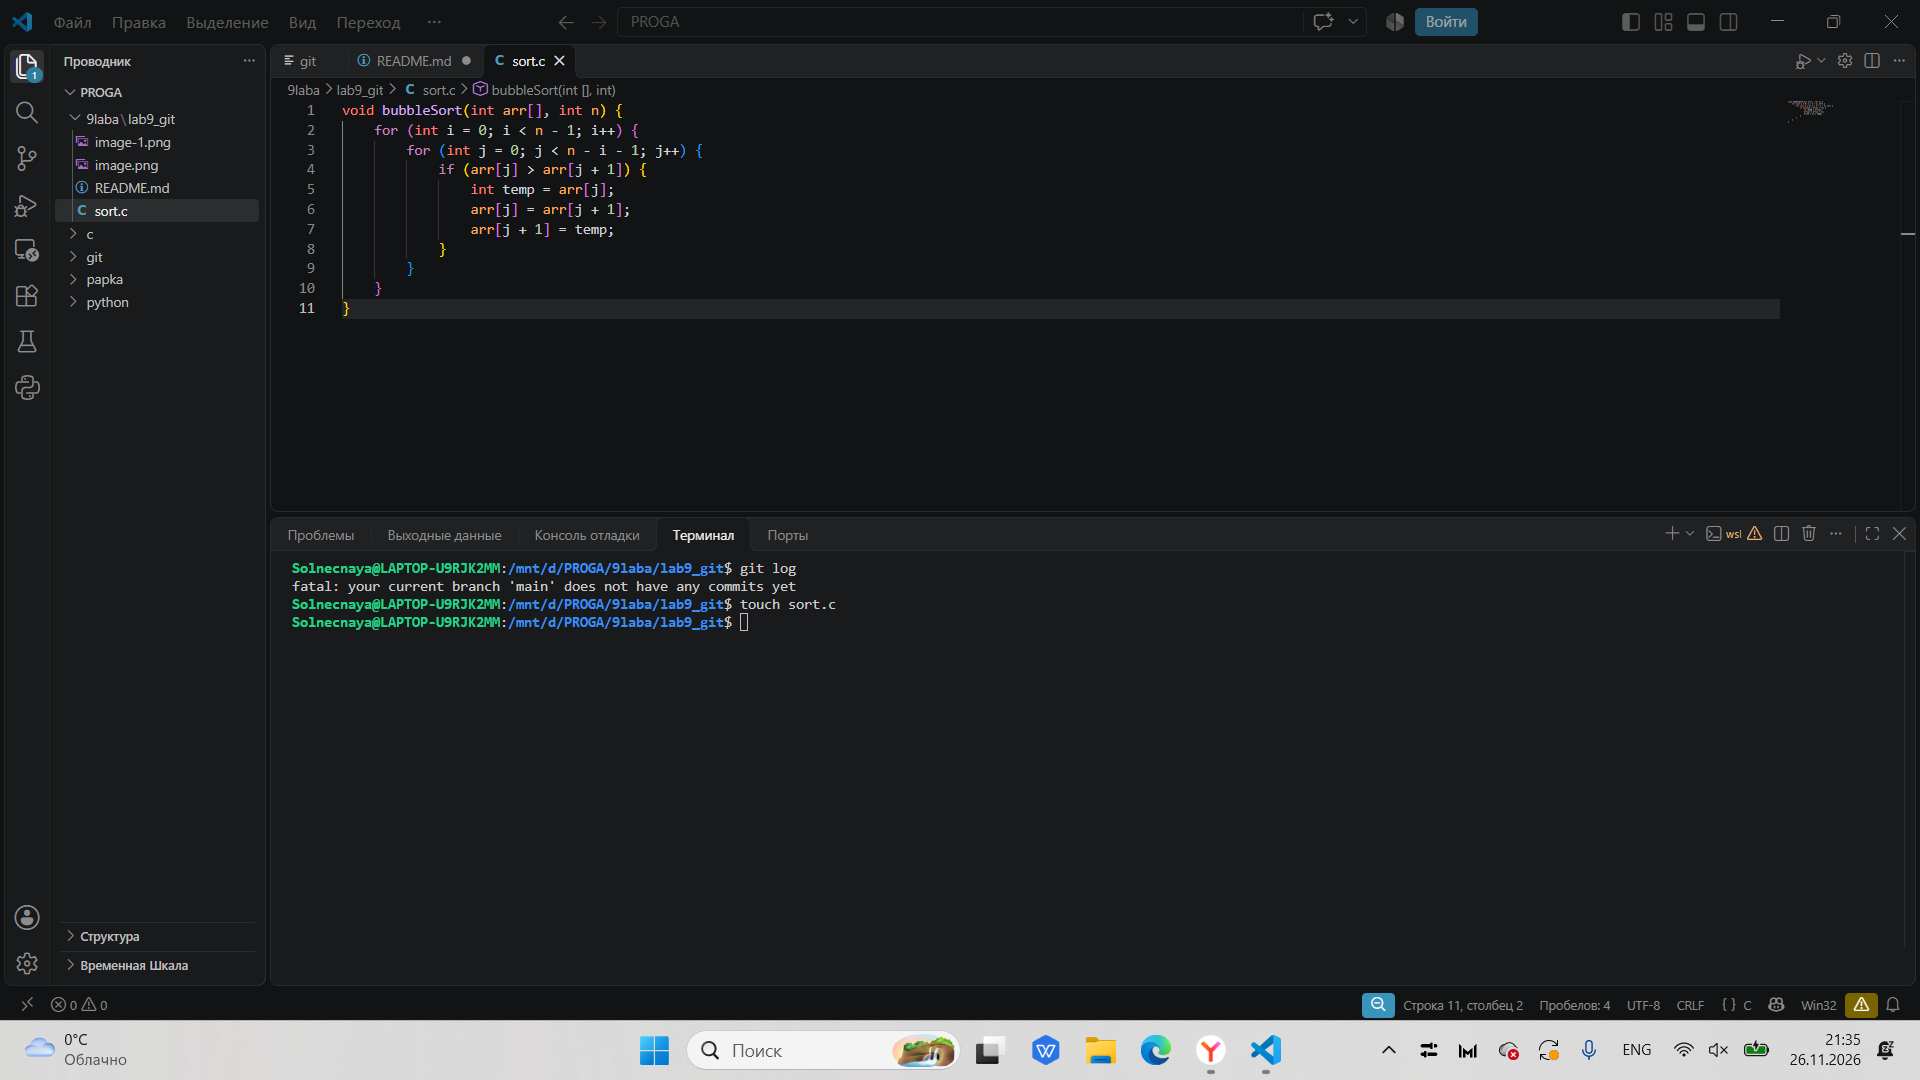 Файл Правка Выделение Вид Переход ··· PROGA Войти
Проводник ···
PROGA
9laba\lab9_git
image-1.png
image.png
README.md
sort.c
c
git
papka
python
Структура
Временная Шкала
git README.md sort.c
9laba > lab9_git > C sort.c > bubbleSort(int [], int)
1 void bubbleSort(int arr[], int n) {
2 for (int i = 0; i < n - 1; i++) {
3 for (int j = 0; j < n - i - 1; j++) {
4 if (arr[j] > arr[j + 1]) {
5 int temp = arr[j];
6 arr[j] = arr[j + 1];
7 arr[j + 1] = temp;
8 }
9 }
10 }
11 }
Проблемы Выходные данные Консоль отладки Терминал Порты wsl
Solnecnaya@LAPTOP-U9RJK2MM:/mnt/d/PROGA/9laba/lab9_git$ git log
fatal: your current branch 'main' does not have any commits yet
Solnecnaya@LAPTOP-U9RJK2MM:/mnt/d/PROGA/9laba/lab9_git$ touch sort.c
Solnecnaya@LAPTOP-U9RJK2MM:/mnt/d/PROGA/9laba/lab9_git$
0 0 Строка 11, столбец 2 Пробелов: 4 UTF-8 CRLF { } C Win32
0°C
Облачно
Поиск
ENG
21:35
26.11.2026